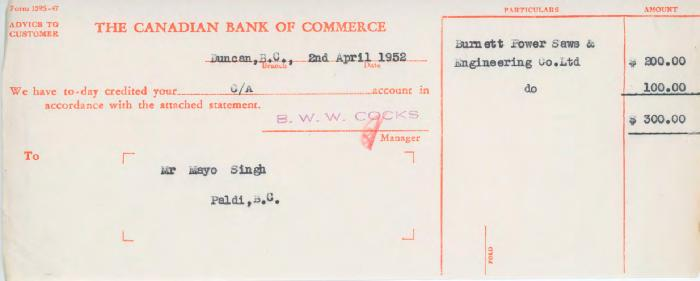 Form 1595-47
ADVICE TO
CUSTOMER
THE CANADIAN BANK OF COMMERCE
Duncan,B.C., 2nd April 1952
Branch Date
We have to-day credited your C/A account in
accordance with the attached statement.
B. W. W. COCKS
Manager
To
Mr Mayo Singh
Paldi,B.C.
PARTICULARS AMOUNT
Burnett Power Saws &
Engineering Co.Ltd $ 200.00
do 100.00
$ 300.00
FOLD